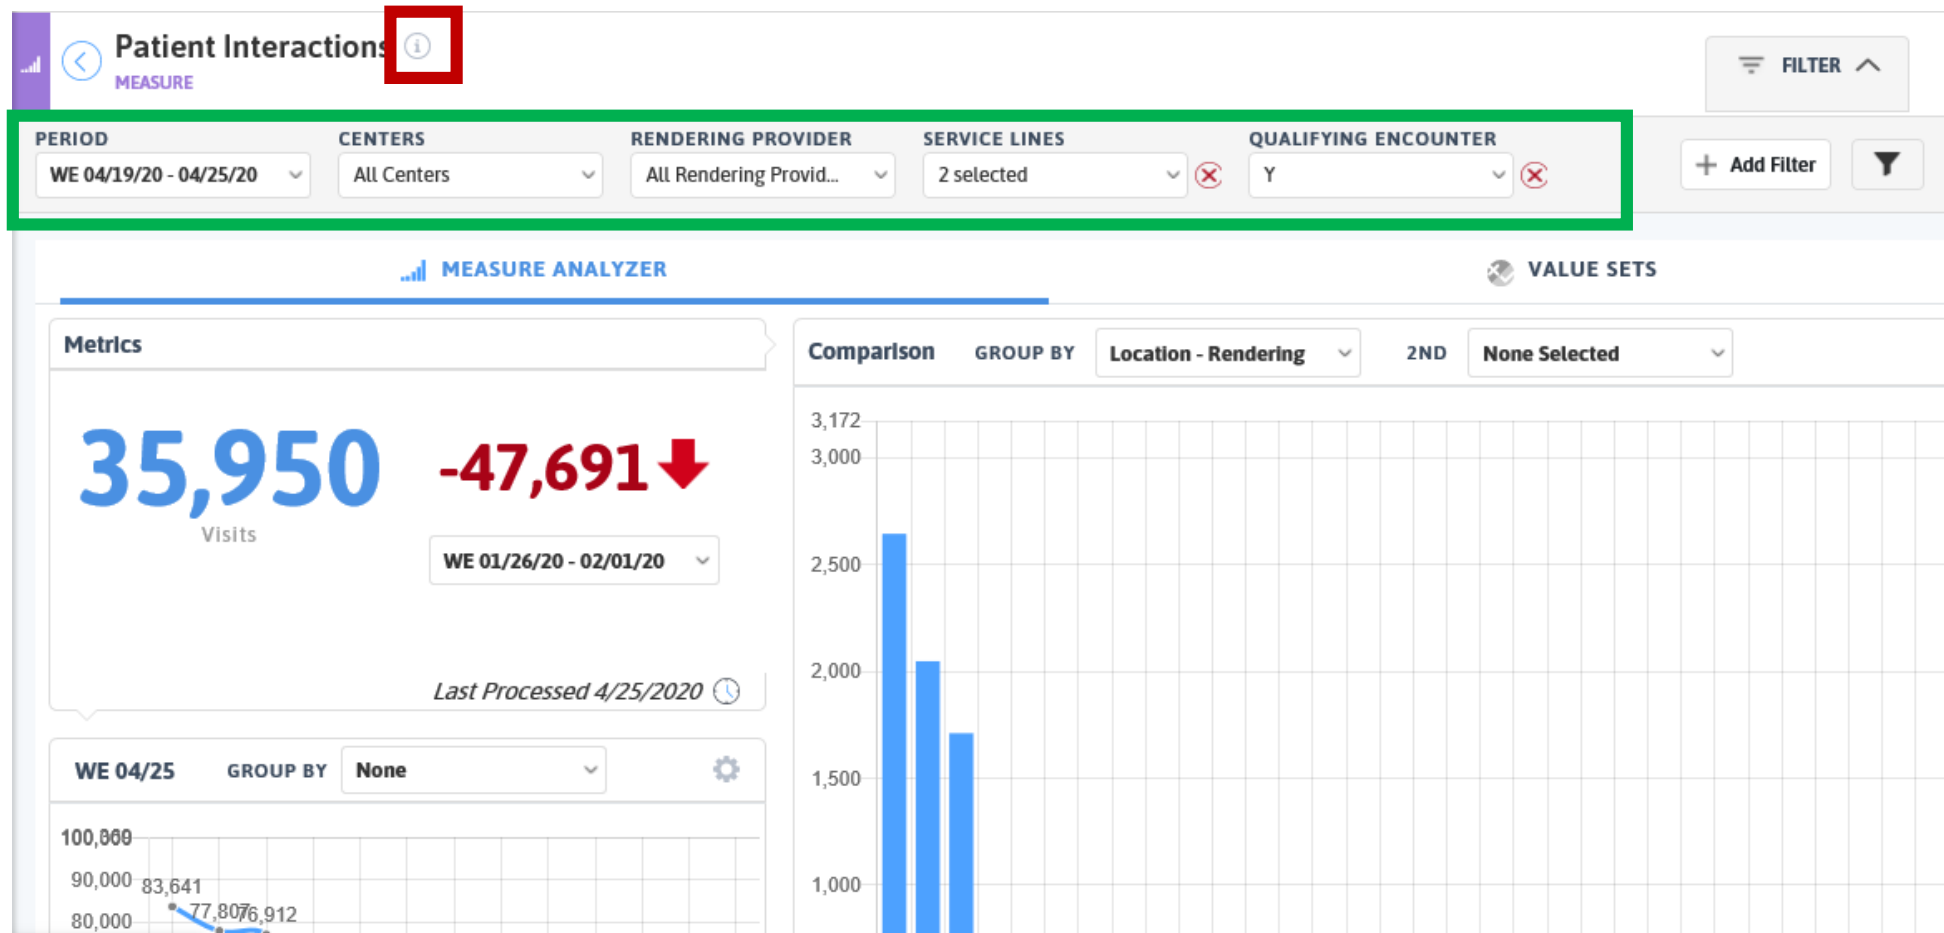 Patient Interactions
MEASURE
FILTER
PERIOD CENTERS RENDERING PROVIDER SERVICE LINES QUALIFYING ENCOUNTER
WE 04/19/20 - 04/25/20 All Centers All Rendering Provid... 2 selected Y + Add Filter
MEASURE ANALYZER VALUE SETS
Metrics
35,950 -47,691
Visits
WE 01/26/20 - 02/01/20
Last Processed 4/25/2020
Comparison GROUP BY Location - Rendering 2ND None Selected
3,172
3,000
2,500
2,000
1,500
1,000
WE 04/25 GROUP BY None
90,000 83,641
77,807 76,912
80,000